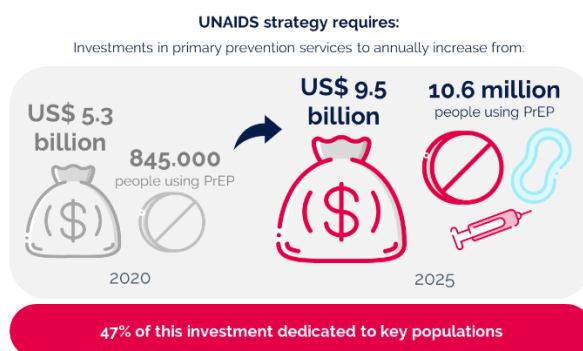 UNAIDS strategy requires:
Investments in primary prevention services to annually increase from:
US$ 5.3
billion
845.000
people using PrEP
2020
US$ 9.5
billion
10.6 million
people using PrEP
2025
47% of this investment dedicated to key populations